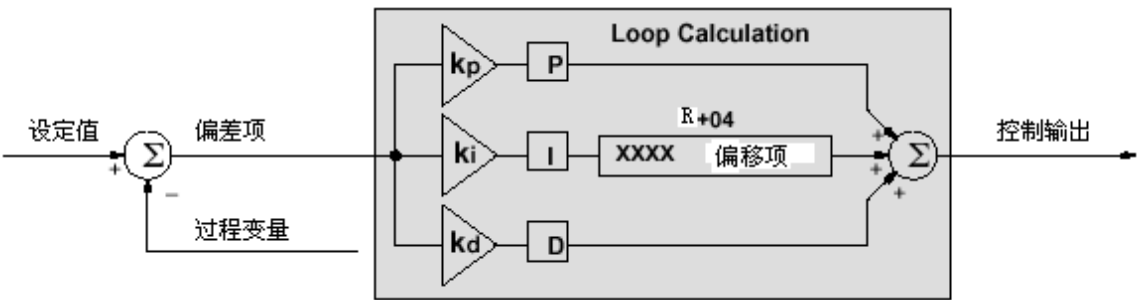 Loop Calculation
kp
P
设定值
Σ
+
−
偏差项
ki
I
R+04
XXXX 偏移项
+
+
+
Σ
控制输出
过程变量
kd
D